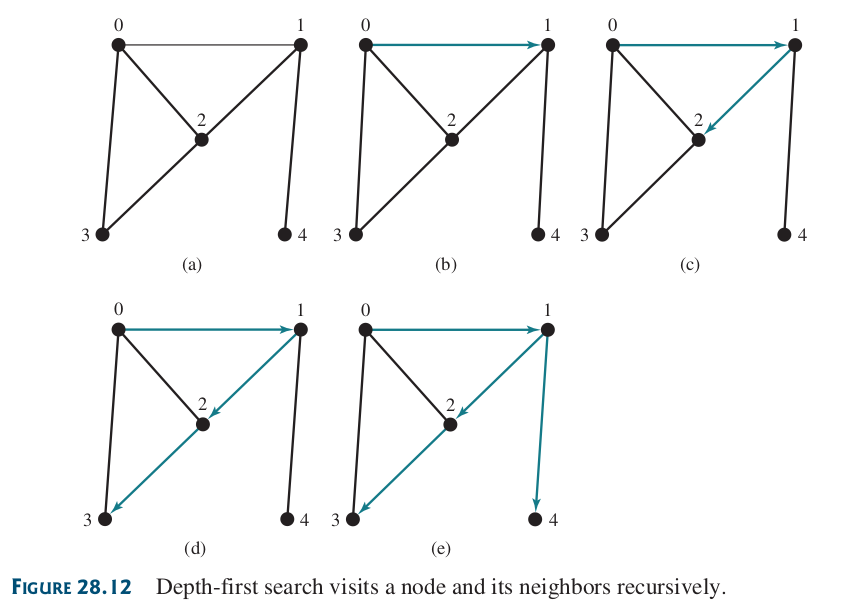 0 1 0 1 0 1
2 2 2
3 4 3 4 3 4
(a) (b) (c)
0 1 0 1
2 2
3 4 3 4
(d) (e)
FIGURE 28.12 Depth-first search visits a node and its neighbors recursively.